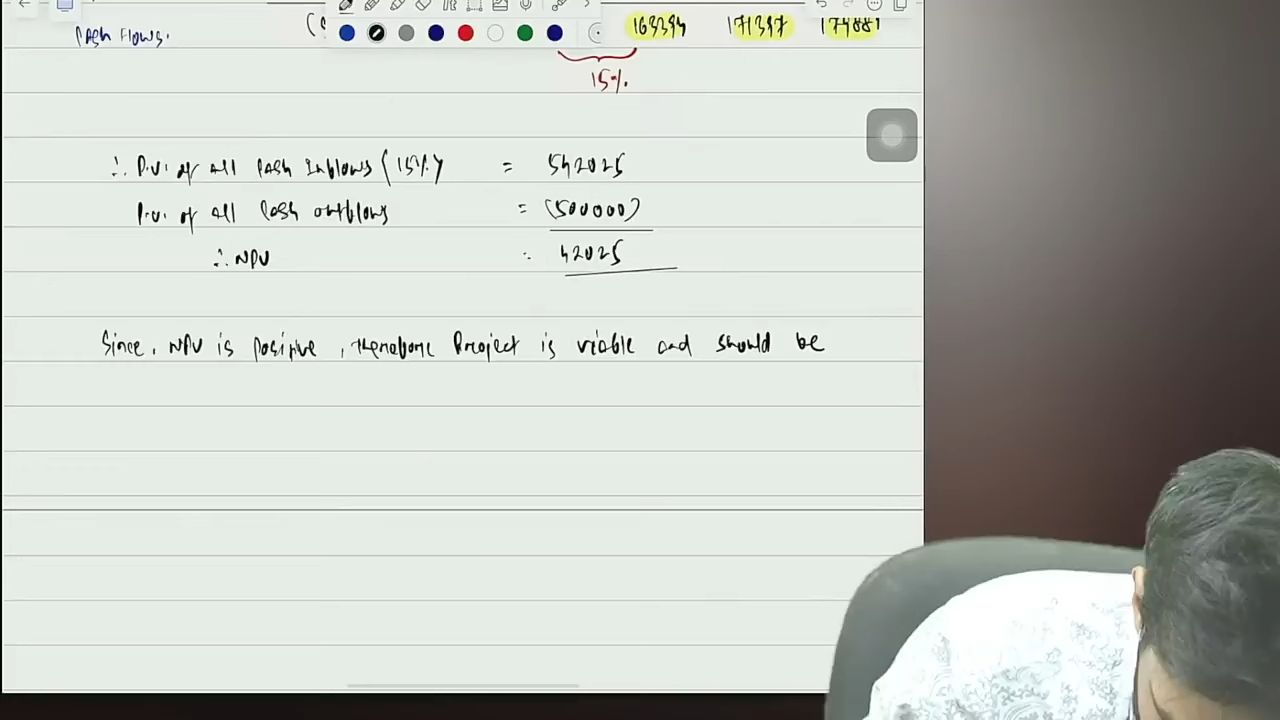 Cash Flows. 163394 171397 174881
15%
∴ P.V. of all Cash Inflows (15%) = 542025
P.V. of all Cash outflows = (500000)
∴ NPV = 42025
Since, NPV is positive, therefore Project is viable and should be